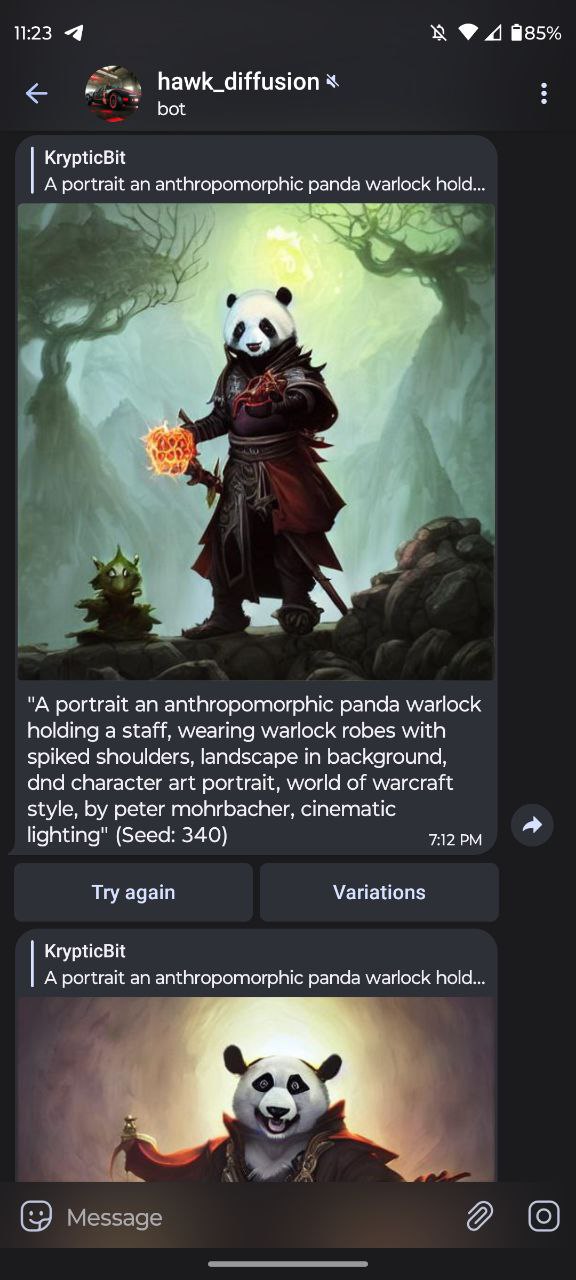 11:23
85%
hawk_diffusion
bot
KrypticBit
A portrait an anthropomorphic panda warlock hold...
"A portrait an anthropomorphic panda warlock
holding a staff, wearing warlock robes with
spiked shoulders, landscape in background,
dnd character art portrait, world of warcraft
style, by peter mohrbacher, cinematic
lighting" (Seed: 340)
7:12 PM
Try again
Variations
KrypticBit
A portrait an anthropomorphic panda warlock hold...
Message